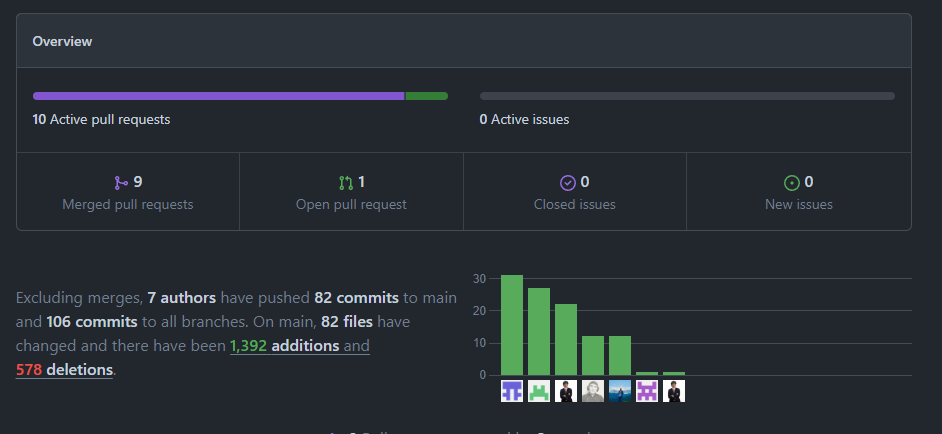 Overview
10 Active pull requests
0 Active issues
9
Merged pull requests
1
Open pull request
0
Closed issues
0
New issues
Excluding merges, 7 authors have pushed 82 commits to main
and 106 commits to all branches. On main, 82 files have
changed and there have been 1,392 additions and
578 deletions.
30
20
10
0